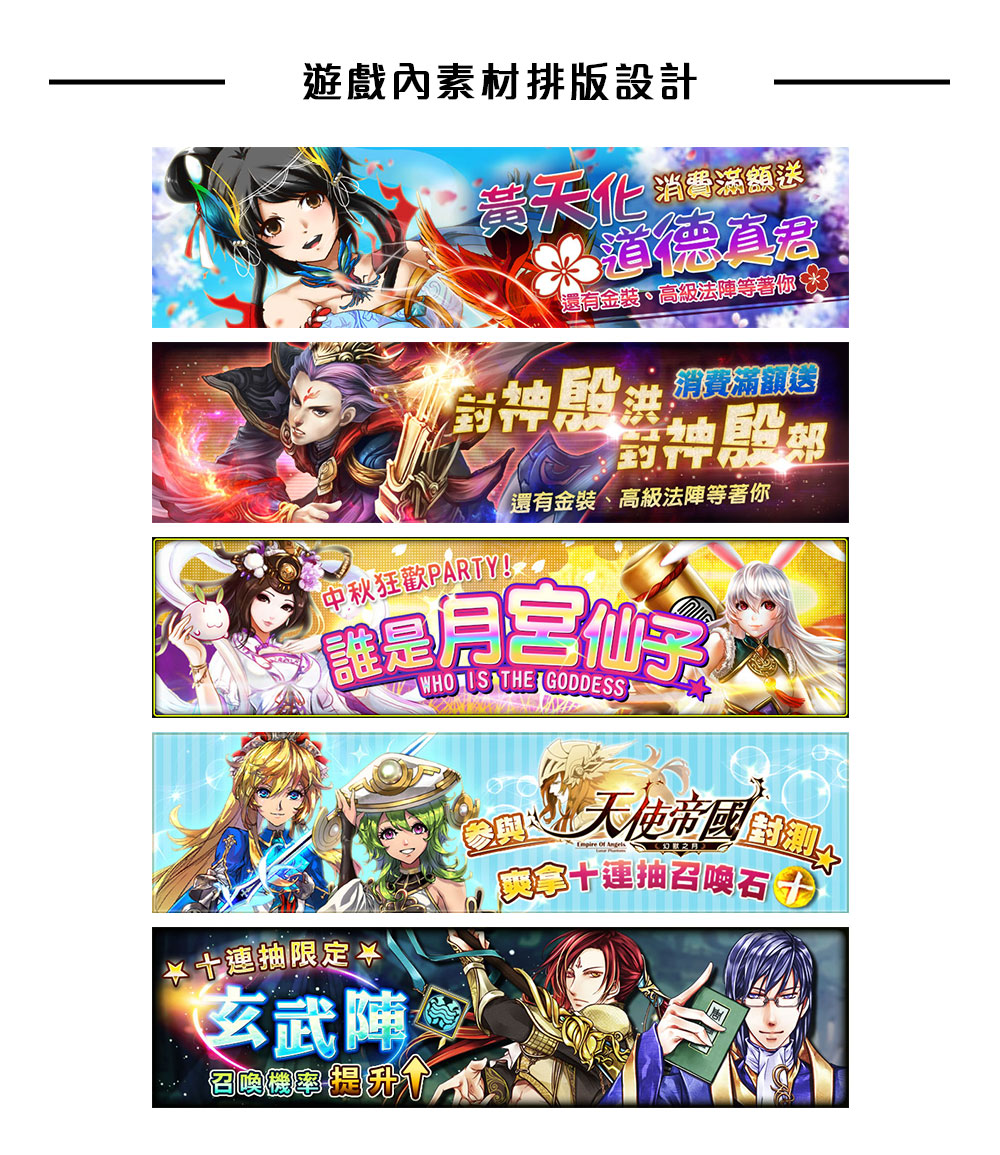 遊戲內素材排版設計
黃天化 消費滿額送
道德真君
還有金裝、高級法陣等著你
消費滿額送
封神殷洪
封神殷郊
還有金裝、高級法陣等著你
中秋狂歡PARTY!
誰是月宮仙子
WHO IS THE GODDESS
參與 天使帝國 封測
Empire Of Angels
幻獸之月
爽拿十連抽召喚石
十連抽限定
玄武陣
召喚機率提升